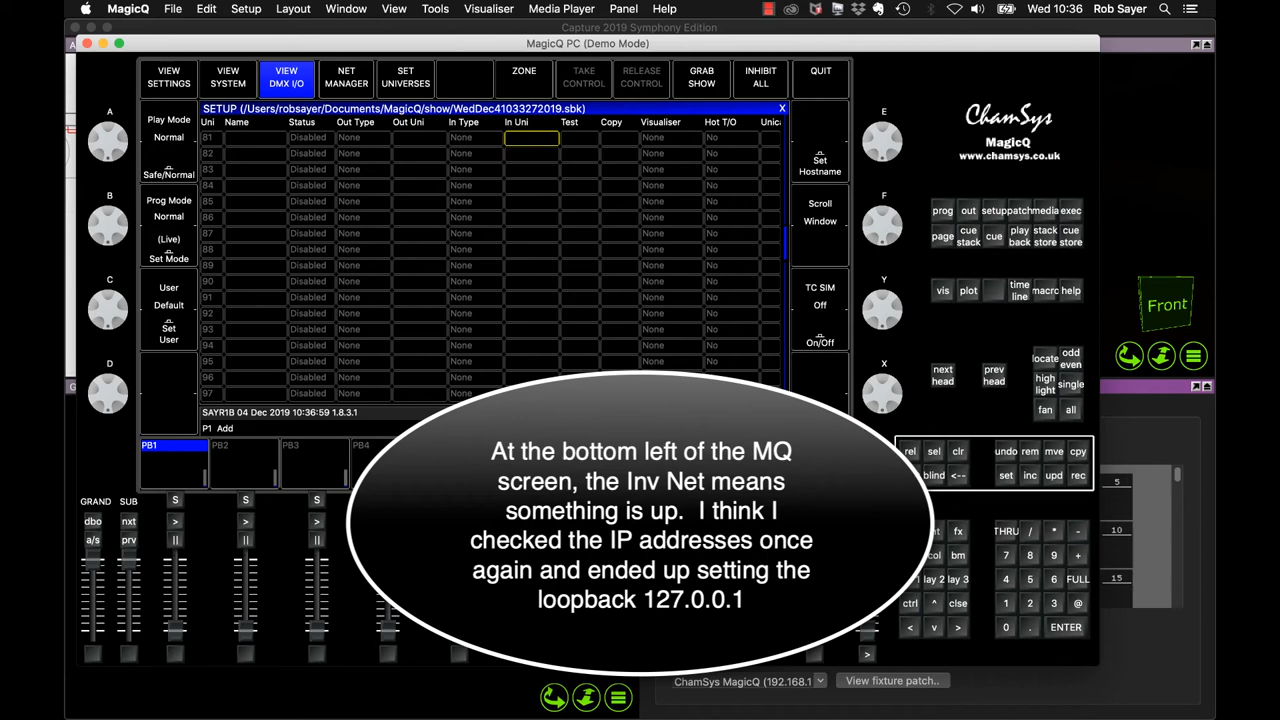 MagicQ File Edit Setup Layout Window View Tools Visualiser Media Player Panel Help Wed 10:36 Rob Sayer
Capture 2019 Symphony Edition
MagicQ PC (Demo Mode)
VIEW SETTINGS
VIEW SYSTEM
VIEW DMX I/O
NET MANAGER
SET UNIVERSES
ZONE
TAKE CONTROL
RELEASE CONTROL
GRAB SHOW
INHIBIT ALL
QUIT
SETUP (/Users/robsayer/Documents/MagicQ/show/WedDec41033272019.sbk) X
Uni Name Status Out Type Out Uni In Type In Uni Test Copy Visualiser Hot T/O Unica
81 Disabled None None None No
82 Disabled None None None No
83 Disabled None None None No
84 Disabled None None None No
85 Disabled None None None No
86 Disabled None None None No
87 Disabled None None None No
88 Disabled None None None No
89 Disabled None None None No
90 Disabled None None None No
91 Disabled None None None No
92 Disabled None None None No
93 Disabled None None None No
94 Disabled None None None No
95 Disabled None None None No
96 Disabled None None None No
97 Disabled None None None No
SAYR1B 04 Dec 2019 10:36:59 1.8.3.1
P1 Add
A
B
C
D
Play Mode
Normal
Safe/Normal
Prog Mode
Normal
(Live)
Set Mode
User
Default
Set
User
Set
Hostname
Scroll
Window
TC SIM
Off
On/Off
E
F
Y
X
ChamSys
MagicQ
www.chamsys.co.uk
prog out setup patch media exec
page cue stack cue play back stack store cue store
vis plot time line macro help
next head prev head
locate odd even
high light single
fan all
Front
PB1 PB2 PB3 PB4
rel sel clr undo rem mve cpy
blind <-- set inc upd rec
GRAND SUB S S S
dbo nxt > > >
a/s prv || || ||
At the bottom left of the MQ
screen, the Inv Net means
something is up. I think I
checked the IP addresses once
again and ended up setting the
loopback 127.0.0.1
fx THRU / * -
col bm 7 8 9 +
lay 2 lay 3 4 5 6 FULL
ctrl ^ clse 1 2 3 @
< v > 0 . ENTER
>
5
10
15
ChamSys MagicQ (192.168.1
View fixture patch..